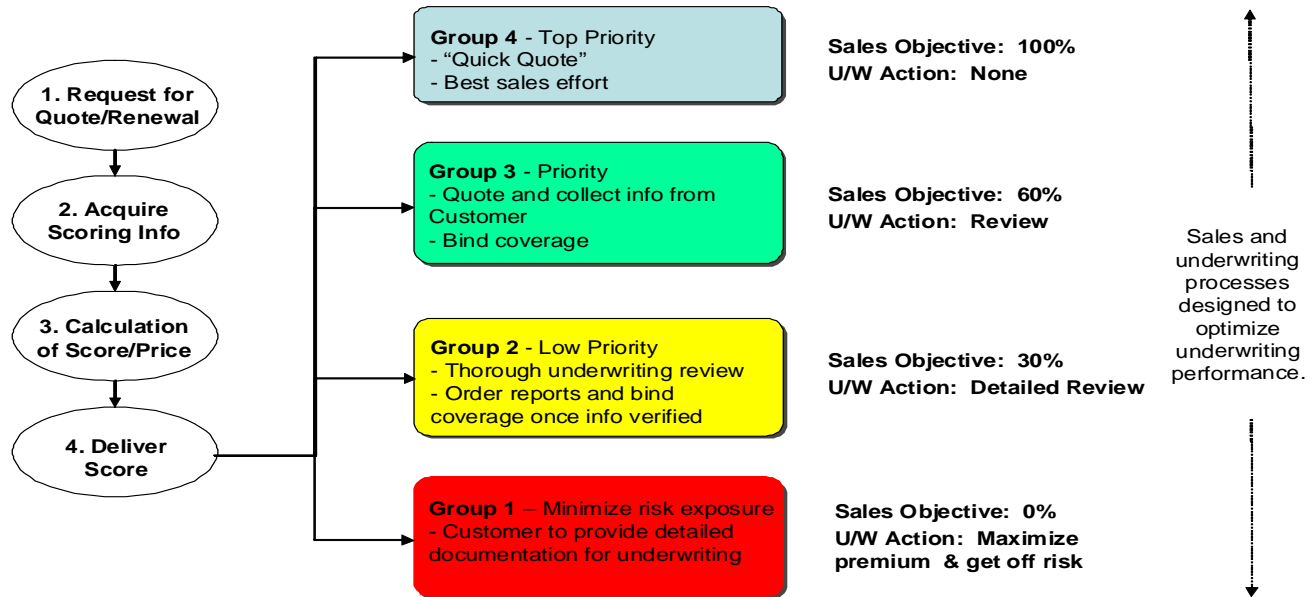 1. Request for
Quote/Renewal
2. Acquire
Scoring Info
3. Calculation
of Score/Price
4. Deliver
Score
Group 4 - Top Priority
- “Quick Quote”
- Best sales effort
Sales Objective: 100%
U/W Action: None
Group 3 - Priority
- Quote and collect info from
Customer
- Bind coverage
Sales Objective: 60%
U/W Action: Review
Group 2 - Low Priority
- Thorough underwriting review
- Order reports and bind
coverage once info verified
Sales Objective: 30%
U/W Action: Detailed Review
Group 1 – Minimize risk exposure
- Customer to provide detailed
documentation for underwriting
Sales Objective: 0%
U/W Action: Maximize
premium & get off risk
Sales and
underwriting
processes
designed to
optimize
underwriting
performance.